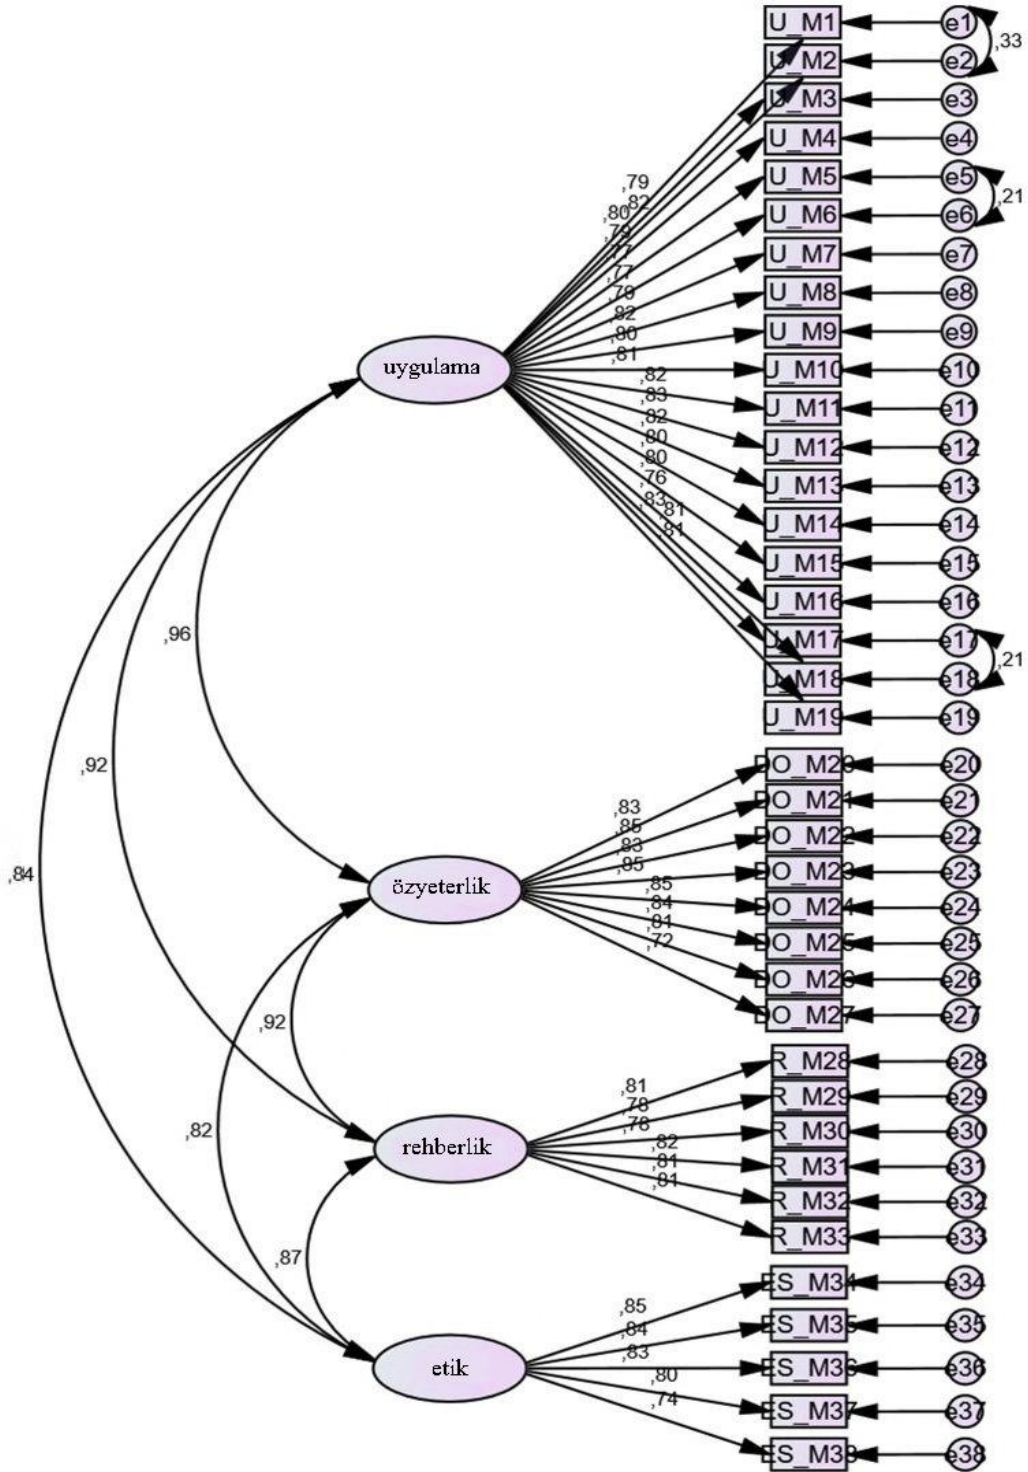 U_M1 e1
,33
U_M2 e2
U_M3 e3
U_M4 e4
U_M5 e5
,21
U_M6 e6
U_M7 e7
U_M8 e8
U_M9 e9
U_M10 e10
U_M11 e11
U_M12 e12
U_M13 e13
U_M14 e14
U_M15 e15
U_M16 e16
U_M17 e17
,21
U_M18 e18
U_M19 e19
,79
,82
,80
,79
,77
,77
,79
,82
,80
,81
,82
,83
,82
,80
,80
,76
,83
,81
,81
uygulama
,96
,92
,84
DO_M20 e20
DO_M21 e21
DO_M22 e22
DO_M23 e23
DO_M24 e24
DO_M25 e25
DO_M26 e26
DO_M27 e27
,83
,85
,83
,85
,85
,84
,81
,72
özyeterlik
,92
,82
R_M28 e28
R_M29 e29
R_M30 e30
R_M31 e31
R_M32 e32
R_M33 e33
,81
,78
,78
,82
,81
,81
rehberlik
,87
ES_M34 e34
ES_M35 e35
ES_M36 e36
ES_M37 e37
ES_M38 e38
,85
,84
,83
,80
,74
etik